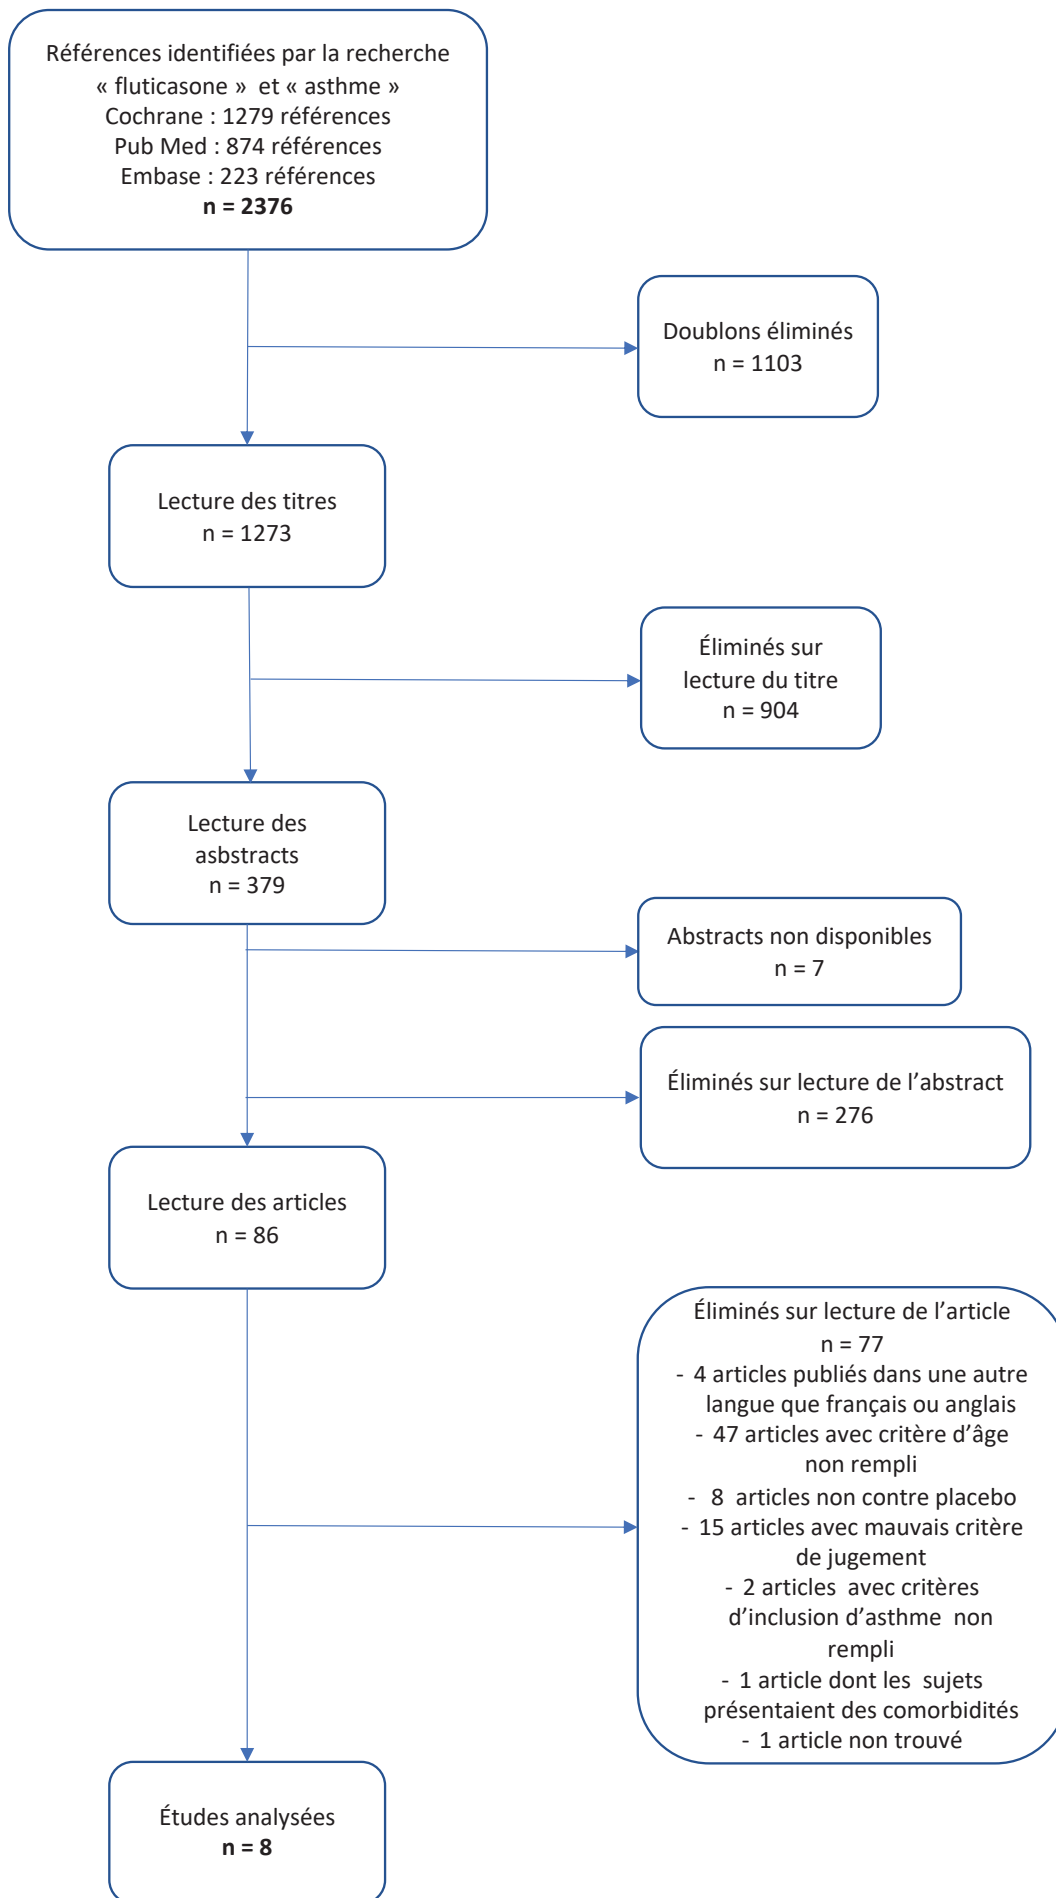 Références identifiées par la recherche
« fluticasone » et « asthme »
Cochrane : 1279 références
Pub Med : 874 références
Embase : 223 références
n = 2376
Doublons éliminés
n = 1103
Lecture des titres
n = 1273
Éliminés sur
lecture du titre
n = 904
Lecture des
asbstracts
n = 379
Abstracts non disponibles
n = 7
Éliminés sur lecture de l’abstract
n = 276
Lecture des articles
n = 86
Éliminés sur lecture de l’article
n = 77
- 4 articles publiés dans une autre
langue que français ou anglais
- 47 articles avec critère d’âge
non rempli
- 8 articles non contre placebo
- 15 articles avec mauvais critère
de jugement
- 2 articles avec critères
d’inclusion d’asthme non
rempli
- 1 article dont les sujets
présentaient des comorbidités
- 1 article non trouvé
Études analysées
n = 8